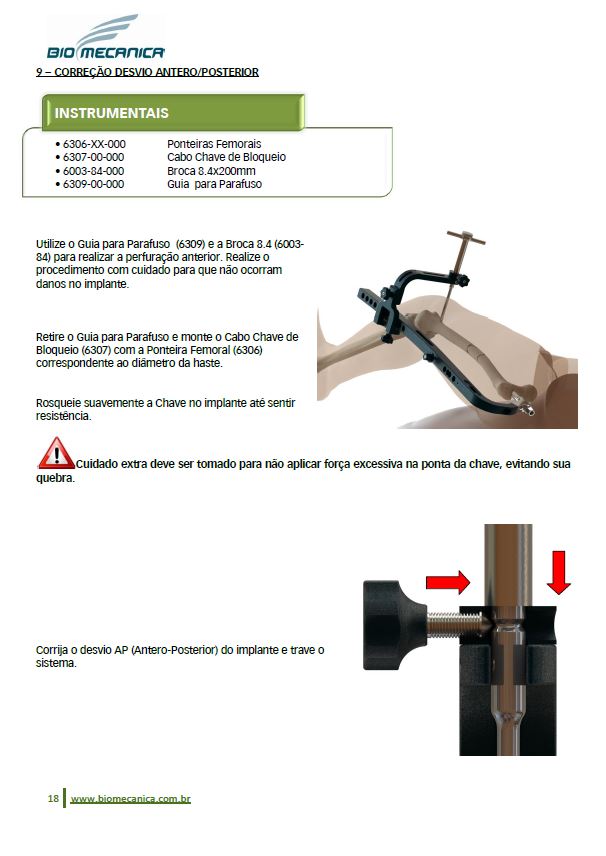 BIOMECANICA
9 – CORREÇÃO DESVIO ANTERO/POSTERIOR
INSTRUMENTAIS
• 6306-XX-000 Ponteiras Femorais
• 6307-00-000 Cabo Chave de Bloqueio
• 6003-84-000 Broca 8.4x200mm
• 6309-00-000 Guia para Parafuso
Utilize o Guia para Parafuso (6309) e a Broca 8.4 (6003-
84) para realizar a perfuração anterior. Realize o
procedimento com cuidado para que não ocorram
danos no implante.
Retire o Guia para Parafuso e monte o Cabo Chave de
Bloqueio (6307) com a Ponteira Femoral (6306)
correspondente ao diâmetro da haste.
Rosqueie suavemente a Chave no implante até sentir
resistência.
Cuidado extra deve ser tomado para não aplicar força excessiva na ponta da chave, evitando sua
quebra.
Corrija o desvio AP (Antero-Posterior) do implante e trave o
sistema.
18 www.biomecanica.com.br